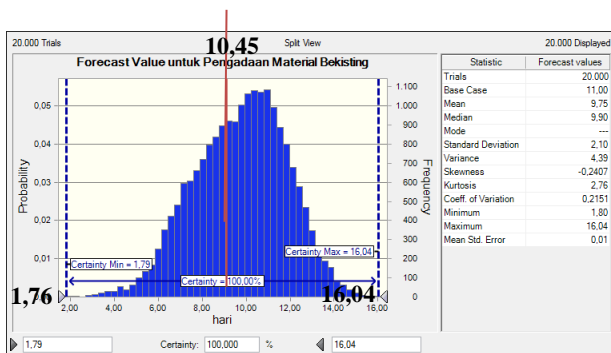 20.000 Trials
Split View
20.000 Displayed
10,45
Forecast Value untuk Pengadaan Material Bekisting
Probability
0,05
0,04
0,03
0,02
0,01
1.100
1.000
900
800
700
600
500
400
300
200
100
0
Frequency
Certainty Min = 1,79
Certainty Max = 16,04
Certainty = 100,00%
1,76
16,04
2,00 4,00 6,00 8,00 10,00 12,00 14,00 16,00
hari
Statistic Forecast values
Trials 20.000
Base Case 11,00
Mean 9,75
Median 9,90
Mode ---
Standard Deviation 2,10
Variance 4,39
Skewness -0,2407
Kurtosis 2,76
Coeff. of Variation 0,2151
Minimum 1,80
Maximum 16,04
Mean Std. Error 0,01
1,79 Certainty: 100,000 % 16,04